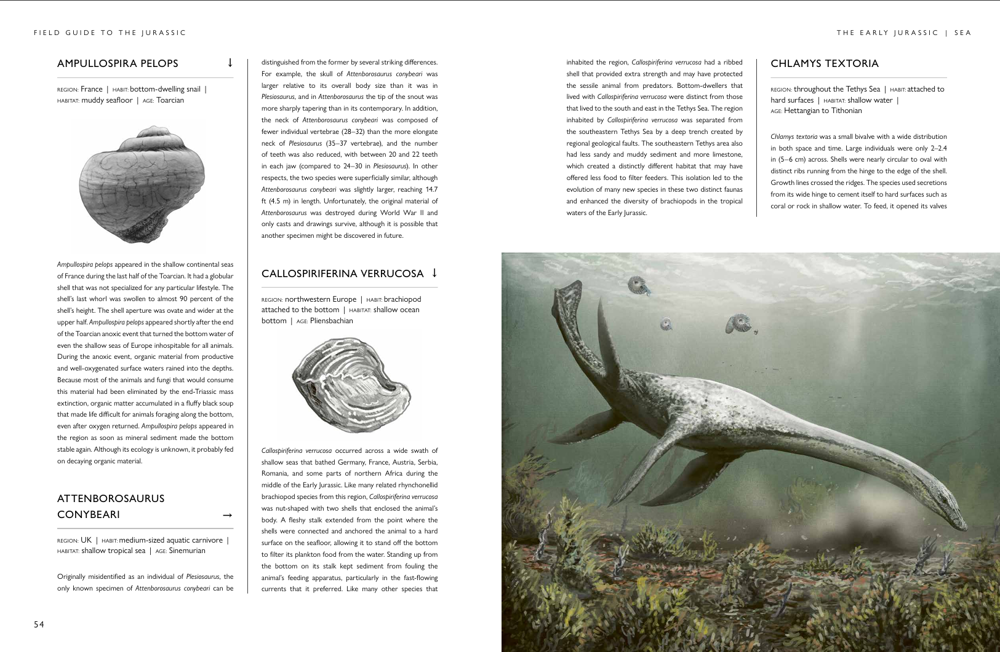 FIELD GUIDE TO THE JURASSIC
AMPULLOSPIRA PELOPS ↓
REGION: France | HABIT: bottom-dwelling snail |
HABITAT: muddy seafloor | AGE: Toarcian
Ampullospira pelops appeared in the shallow continental seas
of France during the last half of the Toarcian. It had a globular
shell that was not specialized for any particular lifestyle. The
shell's last whorl was swollen to almost 90 percent of the
shell's height. The shell aperture was ovate and wider at the
upper half. Ampullospira pelops appeared shortly after the end
of the Toarcian anoxic event that turned the bottom water of
even the shallow seas of Europe inhospitable for all animals.
During the anoxic event, organic material from productive
and well-oxygenated surface waters rained into the depths.
Because most of the animals and fungi that would consume
this material had been eliminated by the end-Triassic mass
extinction, organic matter accumulated in a fluffy black soup
that made life difficult for animals foraging along the bottom,
even after oxygen returned. Ampullospira pelops appeared in
the region as soon as mineral sediment made the bottom
stable again. Although its ecology is unknown, it probably fed
on decaying organic material.
ATTENBOROSAURUS
CONYBEARI →
REGION: UK | HABIT: medium-sized aquatic carnivore |
HABITAT: shallow tropical sea | AGE: Sinemurian
Originally misidentified as an individual of Plesiosaurus, the
only known specimen of Attenborosaurus conybeari can be
distinguished from the former by several striking differences.
For example, the skull of Attenborosaurus conybeari was
larger relative to its overall body size than it was in
Plesiosaurus, and in Attenborosaurus the tip of the snout was
more sharply tapering than in its contemporary. In addition,
the neck of Attenborosaurus conybeari was composed of
fewer individual vertebrae (28–32) than the more elongate
neck of Plesiosaurus (35–37 vertebrae), and the number
of teeth was also reduced, with between 20 and 22 teeth
in each jaw (compared to 24–30 in Plesiosaurus). In other
respects, the two species were superficially similar, although
Attenborosaurus conybeari was slightly larger, reaching 14.7
ft (4.5 m) in length. Unfortunately, the original material of
Attenborosaurus was destroyed during World War II and
only casts and drawings survive, although it is possible that
another specimen might be discovered in future.
CALLOSPIRIFERINA VERRUCOSA ↓
REGION: northwestern Europe | HABIT: brachiopod
attached to the bottom | HABITAT: shallow ocean
bottom | AGE: Pliensbachian
Callospiriferina verrucosa occurred across a wide swath of
shallow seas that bathed Germany, France, Austria, Serbia,
Romania, and some parts of northern Africa during the
middle of the Early Jurassic. Like many related rhynchonellid
brachiopod species from this region, Callospiriferina verrucosa
was nut-shaped with two shells that enclosed the animal's
body. A fleshy stalk extended from the point where the
shells were connected and anchored the animal to a hard
surface on the seafloor, allowing it to stand off the bottom
to filter its plankton food from the water. Standing up from
the bottom on its stalk kept sediment from fouling the
animal's feeding apparatus, particularly in the fast-flowing
currents that it preferred. Like many other species that
54
THE EARLY JURASSIC | SEA
inhabited the region, Callospiriferina verrucosa had a ribbed
shell that provided extra strength and may have protected
the sessile animal from predators. Bottom-dwellers that
lived with Callospiriferina verrucosa were distinct from those
that lived to the south and east in the Tethys Sea. The region
inhabited by Callospiriferina verrucosa was separated from
the southeastern Tethys Sea by a deep trench created by
regional geological faults. The southeastern Tethys area also
had less sandy and muddy sediment and more limestone,
which created a distinctly different habitat that may have
offered less food to filter feeders. This isolation led to the
evolution of many new species in these two distinct faunas
and enhanced the diversity of brachiopods in the tropical
waters of the Early Jurassic.
CHLAMYS TEXTORIA
REGION: throughout the Tethys Sea | HABIT: attached to
hard surfaces | HABITAT: shallow water |
AGE: Hettangian to Tithonian
Chlamys textoria was a small bivalve with a wide distribution
in both space and time. Large individuals were only 2–2.4
in (5–6 cm) across. Shells were nearly circular to oval with
distinct ribs running from the hinge to the edge of the shell.
Growth lines crossed the ridges. The species used secretions
from its wide hinge to cement itself to hard surfaces such as
coral or rock in shallow water. To feed, it opened its valves